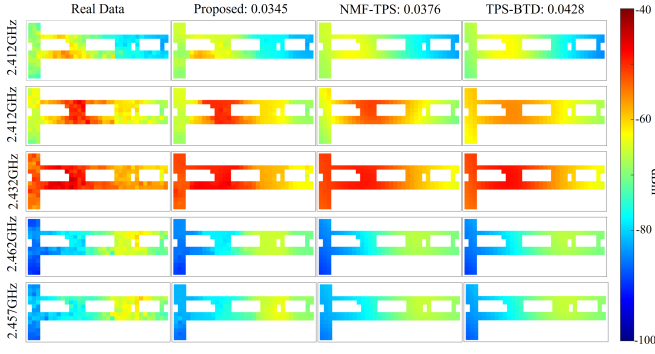 Real Data
Proposed: 0.0345
NMF-TPS: 0.0376
TPS-BTD: 0.0428
2.412GHz
2.412GHz
2.432GHz
2.462GHz
2.457GHz
-40
-60
-80
-100